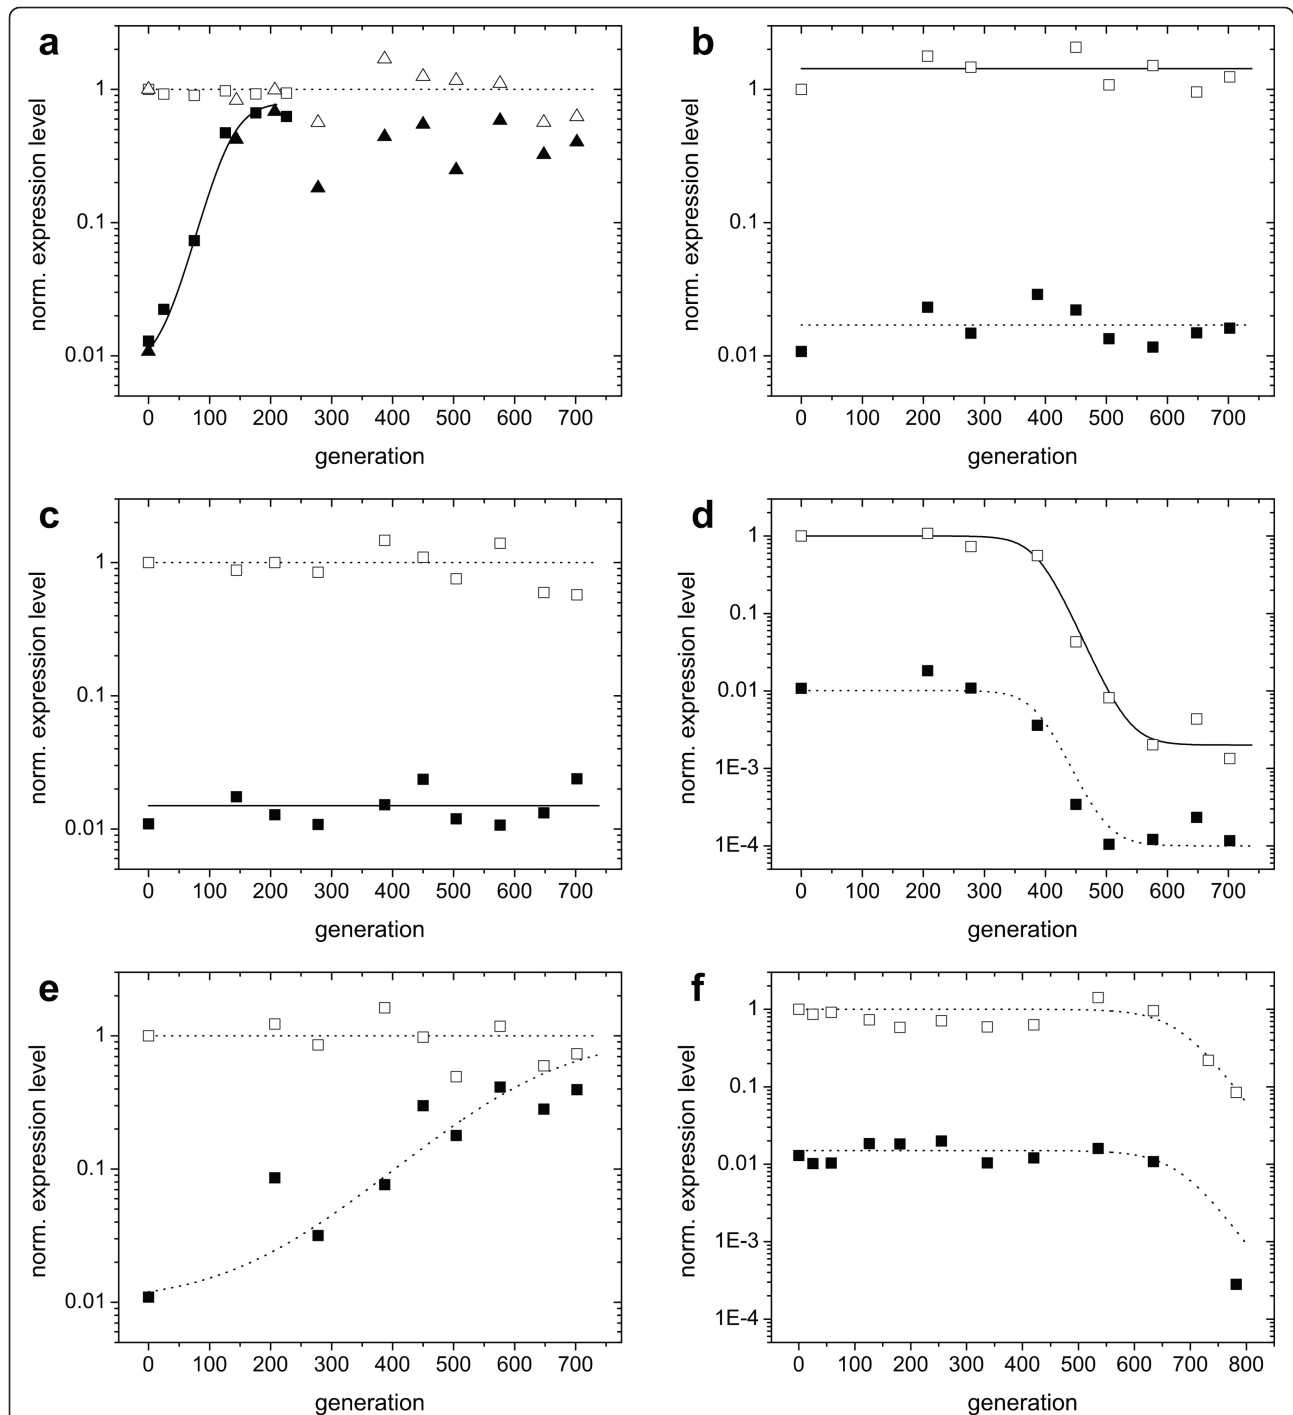 a
norm. expression level
1
0.1
0.01
0 100 200 300 400 500 600 700
generation
b
norm. expression level
1
0.1
0.01
0 100 200 300 400 500 600 700
generation
c
norm. expression level
1
0.1
0.01
0 100 200 300 400 500 600 700
generation
d
norm. expression level
1
0.1
0.01
1E-3
1E-4
0 100 200 300 400 500 600 700
generation
e
norm. expression level
1
0.1
0.01
0 100 200 300 400 500 600 700
generation
f
norm. expression level
1
0.1
0.01
1E-3
1E-4
0 100 200 300 400 500 600 700 800
generation